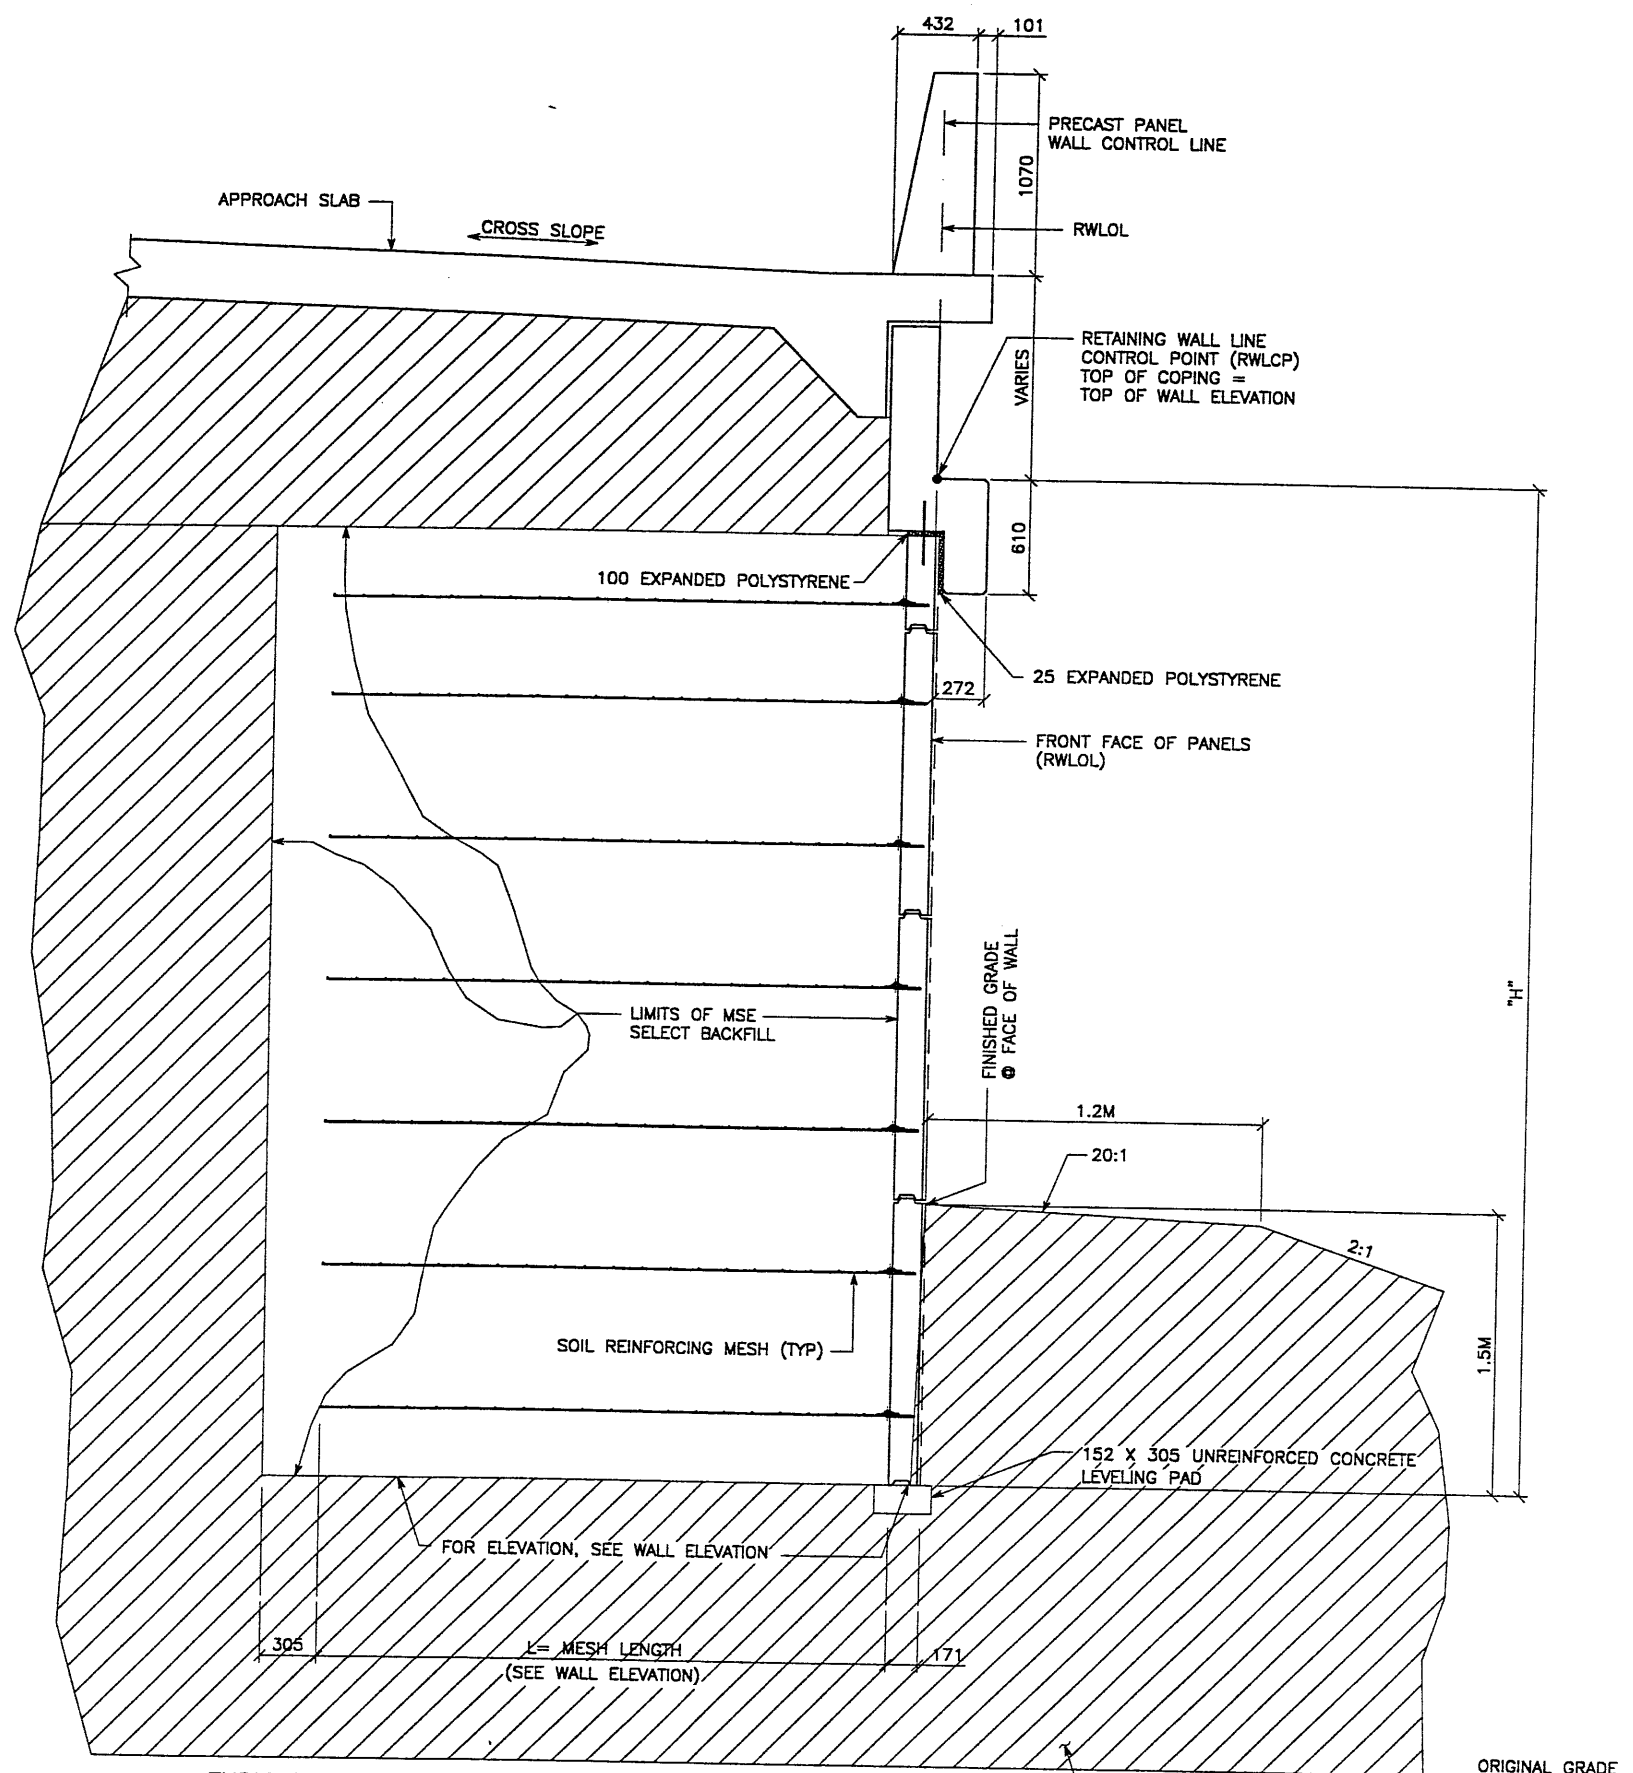 432
101
PRECAST PANEL
WALL CONTROL LINE
1070
APPROACH SLAB
CROSS SLOPE
RWLOL
RETAINING WALL LINE
CONTROL POINT (RWLCP)
TOP OF COPING =
TOP OF WALL ELEVATION
VARIES
610
100 EXPANDED POLYSTYRENE
25 EXPANDED POLYSTYRENE
272
FRONT FACE OF PANELS
(RWLOL)
FINISHED GRADE
@ FACE OF WALL
"H"
LIMITS OF MSE
SELECT BACKFILL
1.2M
20:1
2:1
SOIL REINFORCING MESH (TYP)
1.5M
152 X 305 UNREINFORCED CONCRETE
LEVELING PAD
FOR ELEVATION, SEE WALL ELEVATION
305
L= MESH LENGTH
(SEE WALL ELEVATION)
171
ORIGINAL GRADE